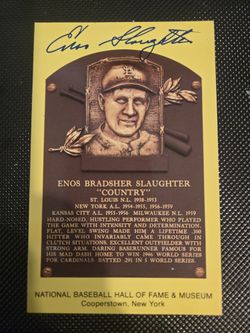 Enos Slaughter
ENOS BRADSHER SLAUGHTER
"COUNTRY"
ST. LOUIS N.L. 1938-1953
NEW YORK A.L. 1954-1955, 1956-1959
KANSAS CITY A.L. 1955-1956 MILWAUKEE N.L. 1959
HARD-NOSED, HUSTLING PERFORMER WHO PLAYED
THE GAME WITH INTENSITY AND DETERMINATION.
FLAT, LEVEL SWING MADE HIM A LIFETIME .300
HITTER WHO INVARIABLY CAME THROUGH IN
CLUTCH SITUATIONS. EXCELLENT OUTFIELDER WITH
STRONG ARM. DARING BASERUNNER FAMOUS FOR
HIS MAD DASH HOME TO WIN 1946 WORLD SERIES
FOR CARDINALS. BATTED .291 IN 5 WORLD SERIES.
NATIONAL BASEBALL HALL OF FAME & MUSEUM
Cooperstown, New York